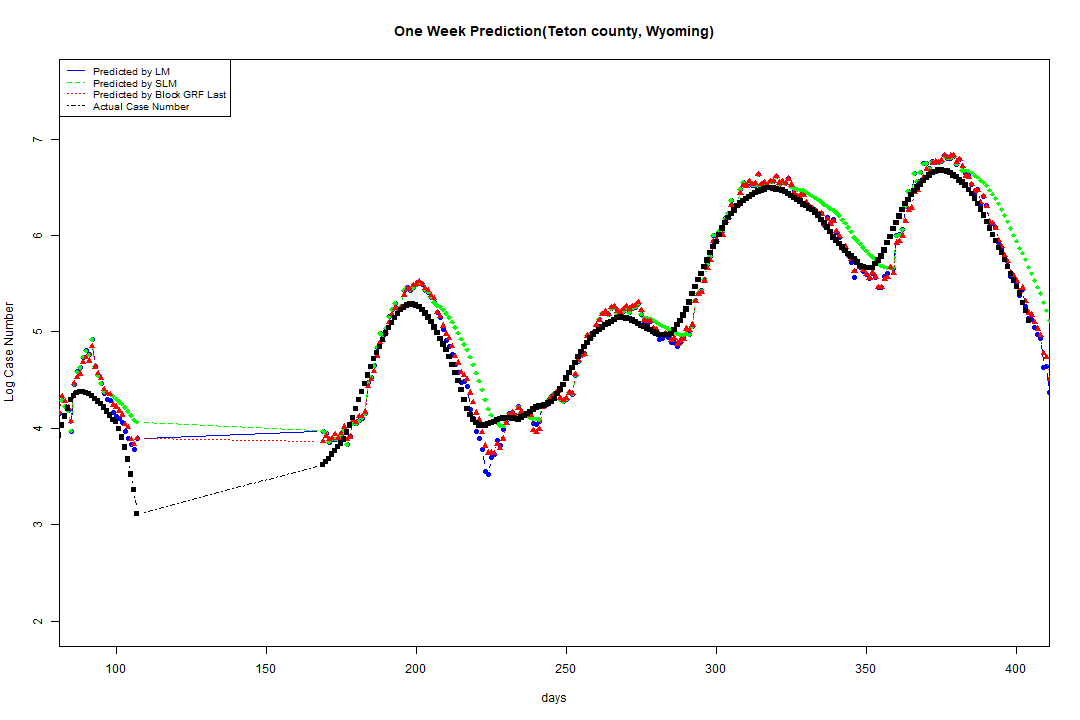 One Week Prediction(Teton county, Wyoming)
Predicted by LM
Predicted by SLM
Predicted by Block GRF Last
Actual Case Number
Log Case Number
7
6
5
4
3
2
100 150 200 250 300 350 400
days